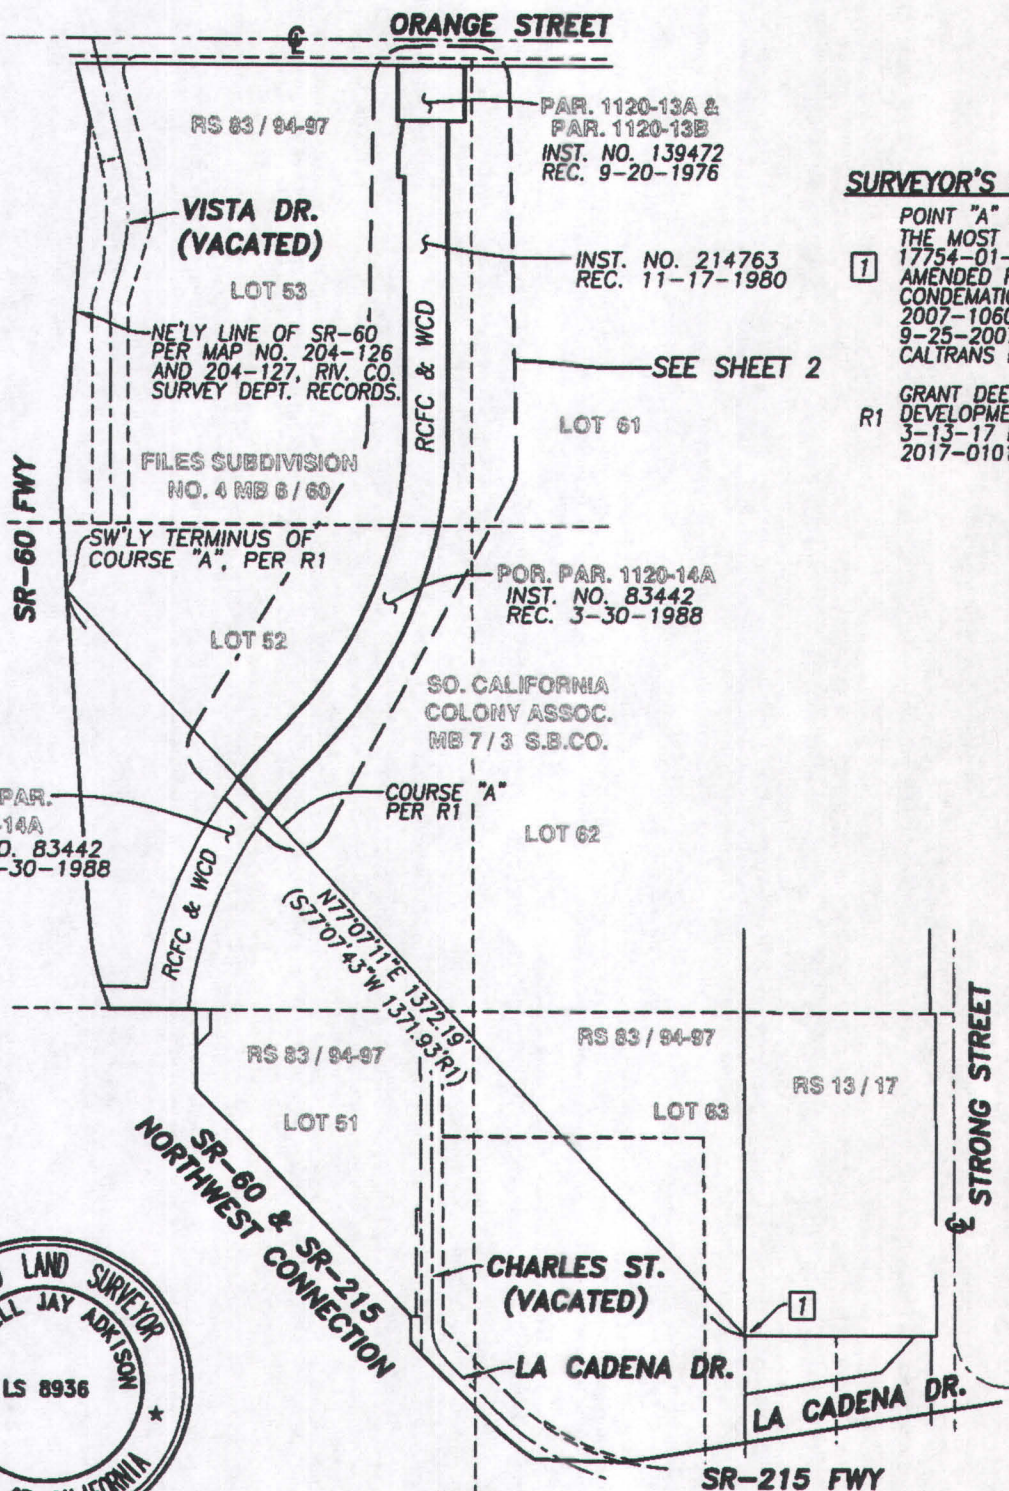 ORANGE STREET
℄
RS 83 / 94-97
PAR. 1120-13A &
PAR. 1120-13B
INST. NO. 139472
REC. 9-20-1976
VISTA DR.
(VACATED)
INST. NO. 214763
REC. 11-17-1980
LOT 53
NE'LY LINE OF SR-60
PER MAP NO. 204-126
AND 204-127, RIV. CO.
SURVEY DEPT. RECORDS.
RCFC & WCD
SEE SHEET 2
LOT 61
SURVEYOR'S
POINT "A"
THE MOST
1
17754-01-
AMENDED
CONDEMATIO
2007-1060
9-25-200
CALTRANS
GRANT DEE
R1
DEVELOPME
3-13-17
2017-010
FILES SUBDIVISION
NO. 4 MB 6 / 60
SR-60 FWY
SW'LY TERMINUS OF
COURSE "A", PER R1
POR. PAR. 1120-14A
INST. NO. 83442
REC. 3-30-1988
LOT 52
SO. CALIFORNIA
COLONY ASSOC.
MB 7 / 3 S.B.CO.
PAR.
-14A
O. 83442
-30-1988
COURSE "A"
PER R1
LOT 62
RCFC & WCD
N77°07'11"E 1372.19'
(S77°07'43"W 1371.93'R1)
RS 83 / 94-97
LOT 51
RS 83 / 94-97
LOT 63
RS 13 / 17
℄ STRONG STREET
SR-60 & SR-215
NORTHWEST CONNECTION
CHARLES ST.
(VACATED)
1
LA CADENA DR.
LA CADENA DR.
SR-215 FWY
LAND SURVEYOR
LL JAY ADKISON
LS 8936